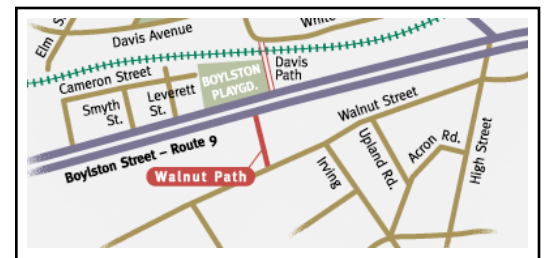 Elm S
Davis Avenue
White
Cameron Street
Davis
Path
BOYLSTON
PLAYGD.
Leverett
St.
Smyth
St.
Walnut Street
Boylston Street – Route 9
Walnut Path
Irving
Upland Rd.
Acron Rd.
High Street